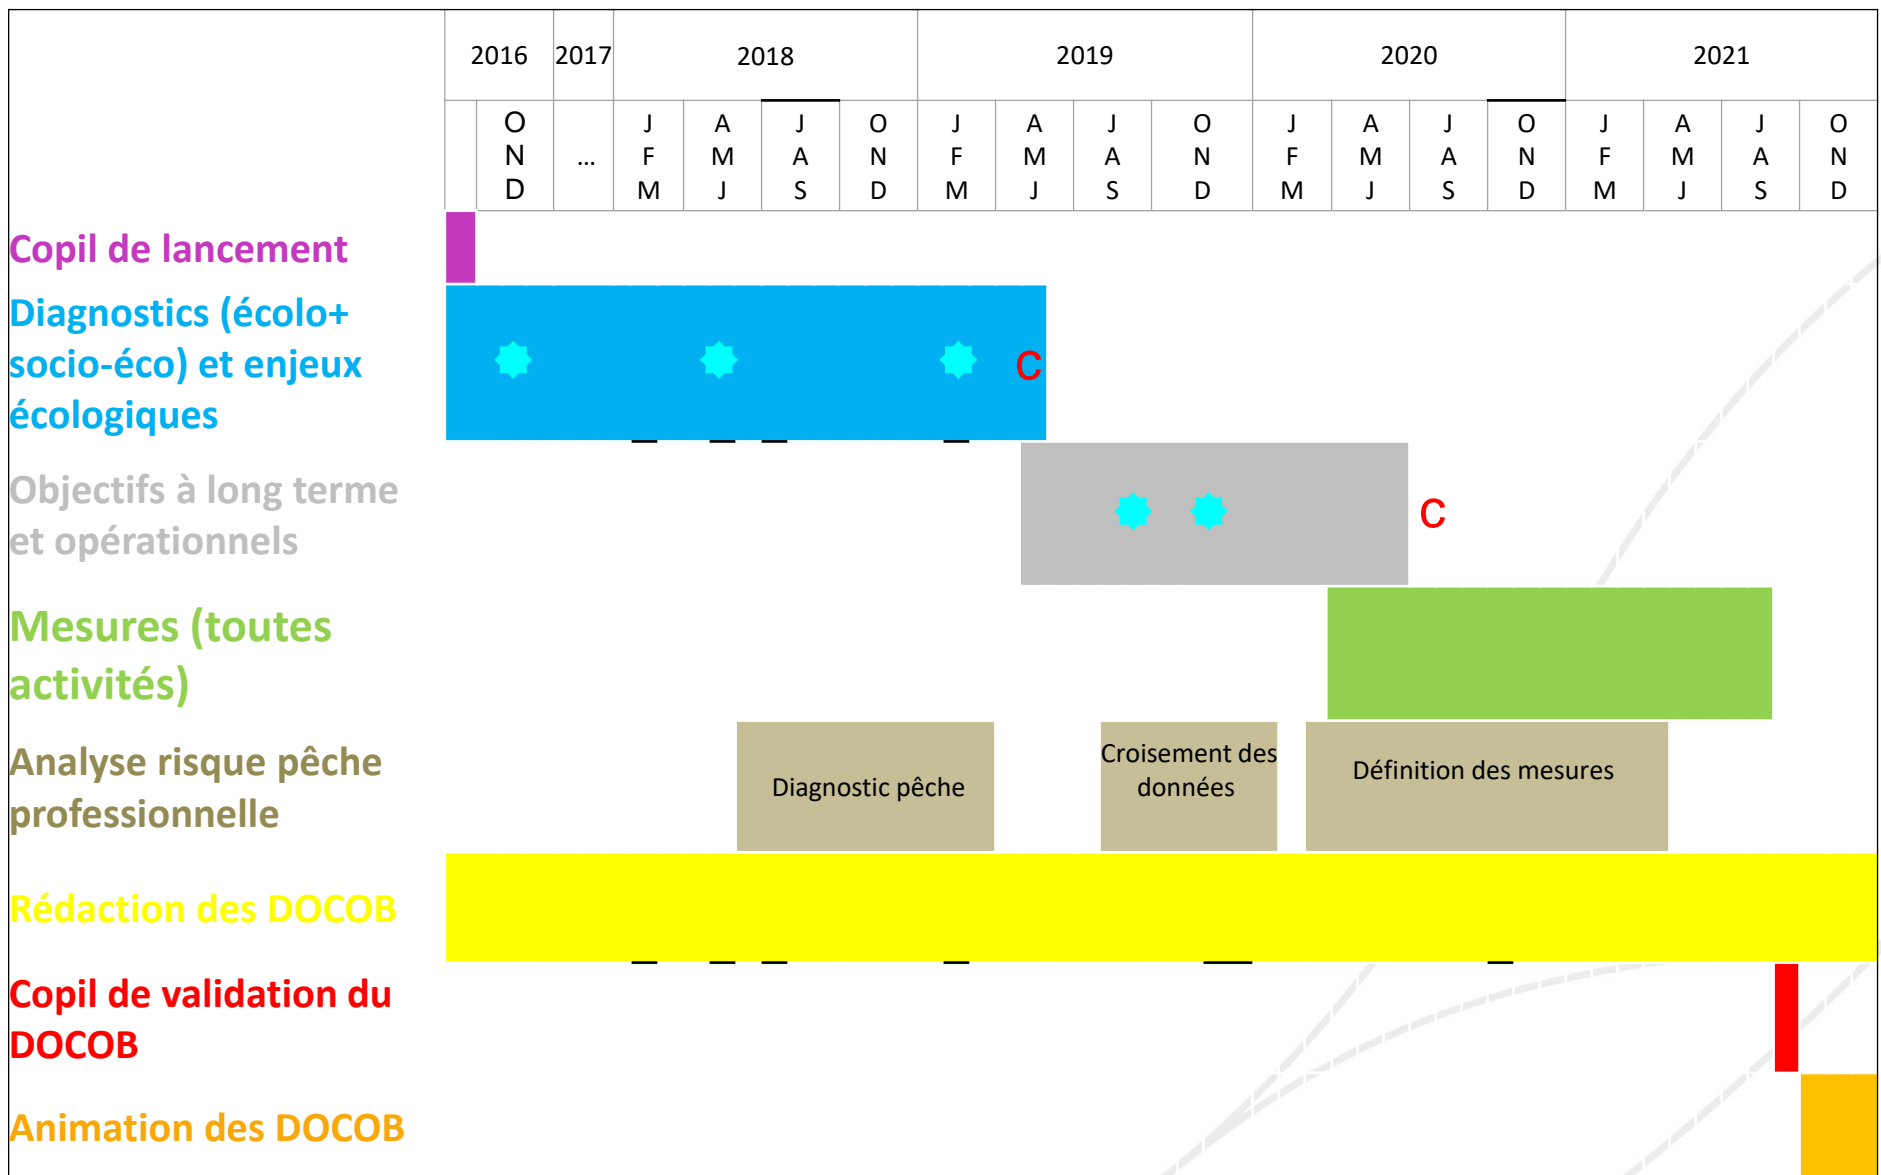 2016 2017 2018 2019 2020 2021
O J A J O J A J O J A J O J A J O
N ... F M A N F M A N F M A N F M A N
D M J S D M J S D M J S D M J S D
Copil de lancement
Diagnostics (écolo+
socio-éco) et enjeux
écologiques
C
Objectifs à long terme
et opérationnels
C
Mesures (toutes
activités)
Analyse risque pêche
professionnelle
Diagnostic pêche
Croisement des
données
Définition des mesures
Rédaction des DOCOB
Copil de validation du
DOCOB
Animation des DOCOB